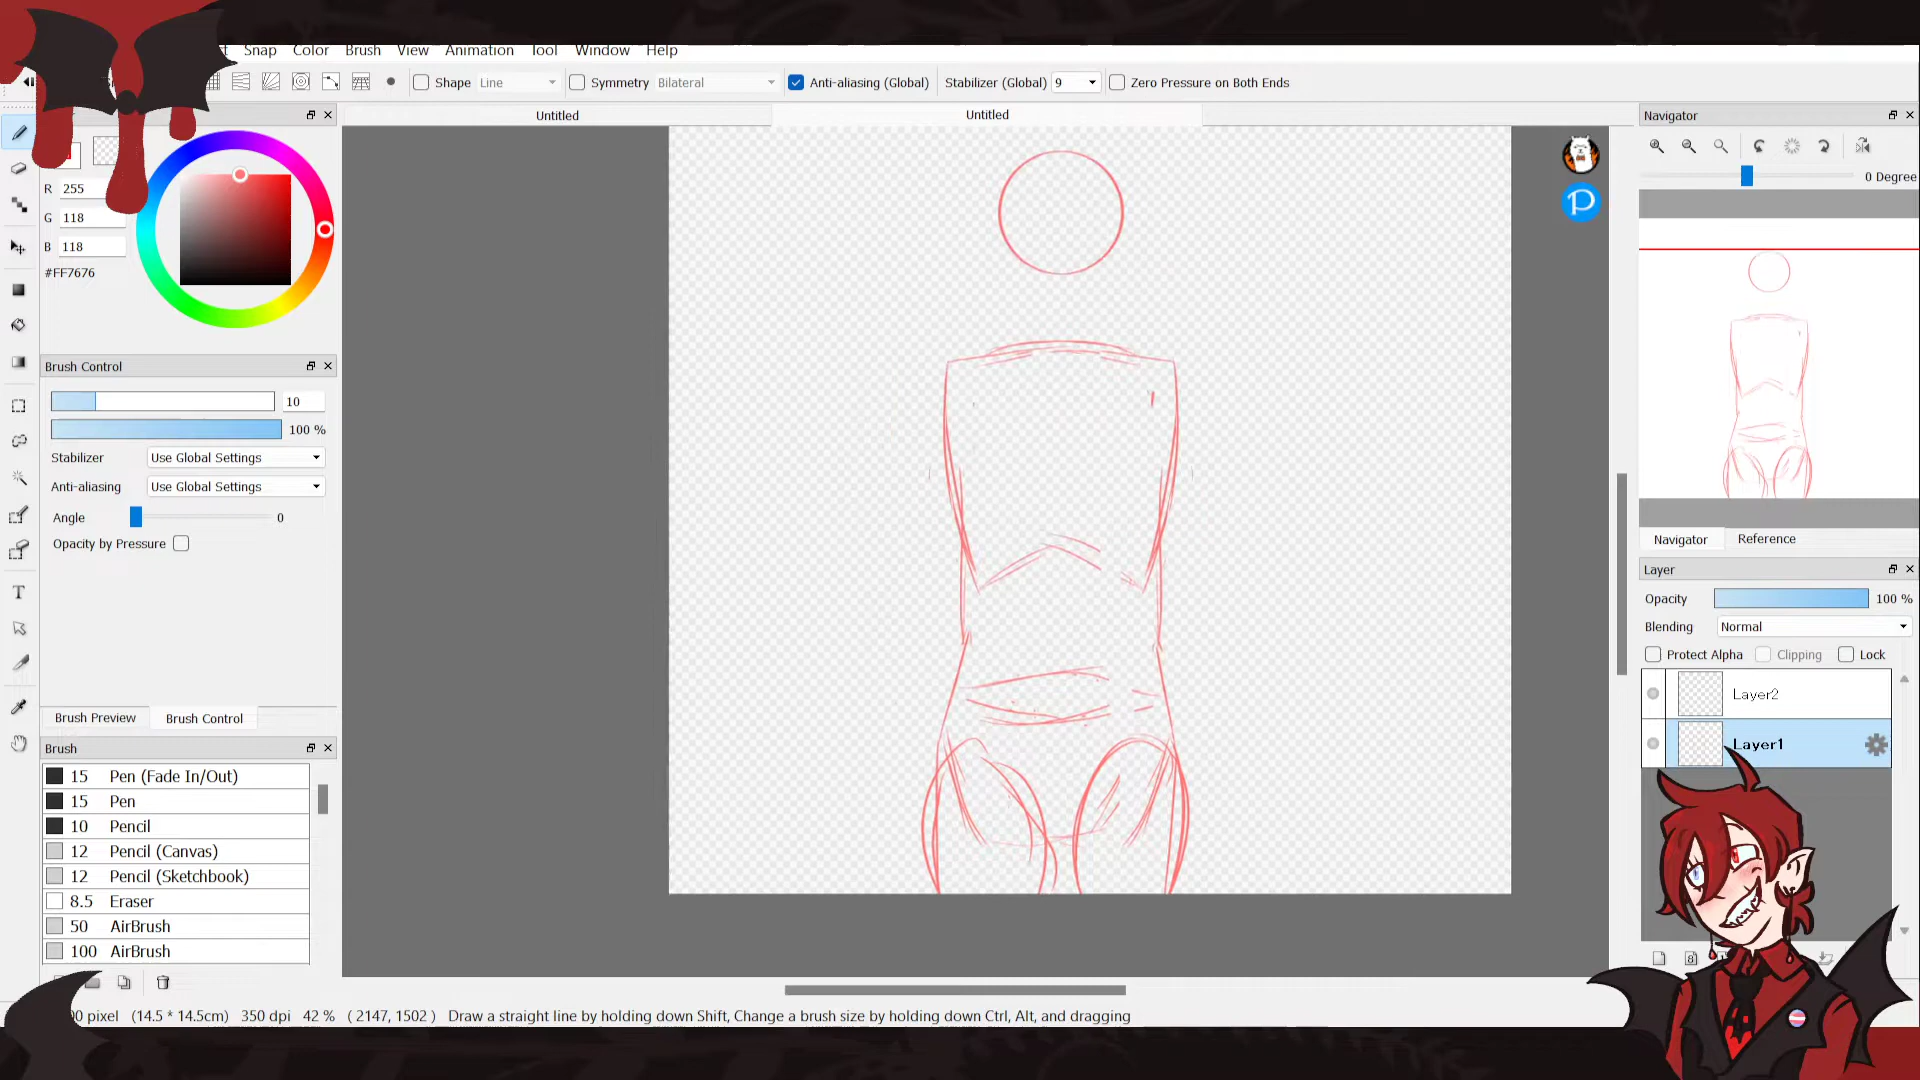 Snap Color Brush View Animation Tool Window Help
Shape Line Symmetry Bilateral Anti-aliasing (Global) Stabilizer (Global) 9 Zero Pressure on Both Ends
Untitled Untitled
Navigator
R 255
G 118
B 118
#FF7676
0 Degree
Brush Control
10
100 %
Stabilizer Use Global Settings
Anti-aliasing Use Global Settings
Angle 0
Opacity by Pressure
Brush Preview Brush Control
Brush
15 Pen (Fade In/Out)
15 Pen
10 Pencil
12 Pencil (Canvas)
12 Pencil (Sketchbook)
8.5 Eraser
50 AirBrush
100 AirBrush
Navigator Reference
Layer
Opacity 100 %
Blending Normal
Protect Alpha Clipping Lock
Layer2
Layer1
pixel (14.5 * 14.5cm) 350 dpi 42 % ( 2147, 1502 ) Draw a straight line by holding down Shift, Change a brush size by holding down Ctrl, Alt, and dragging